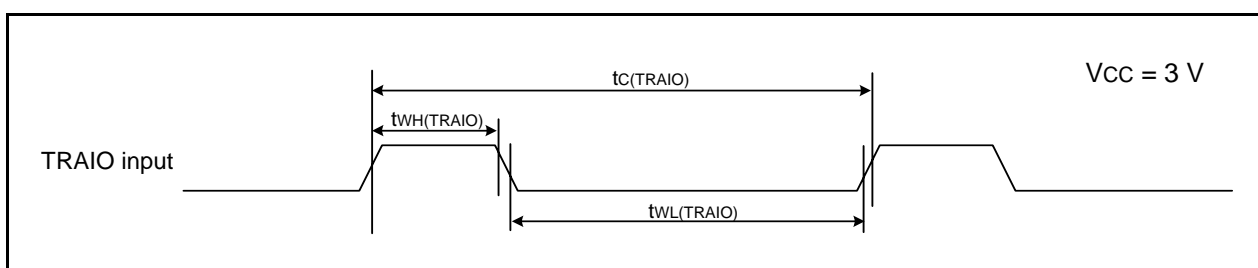 tC(TRAIO)
VCC = 3 V
tWH(TRAIO)
TRAIO input
tWL(TRAIO)